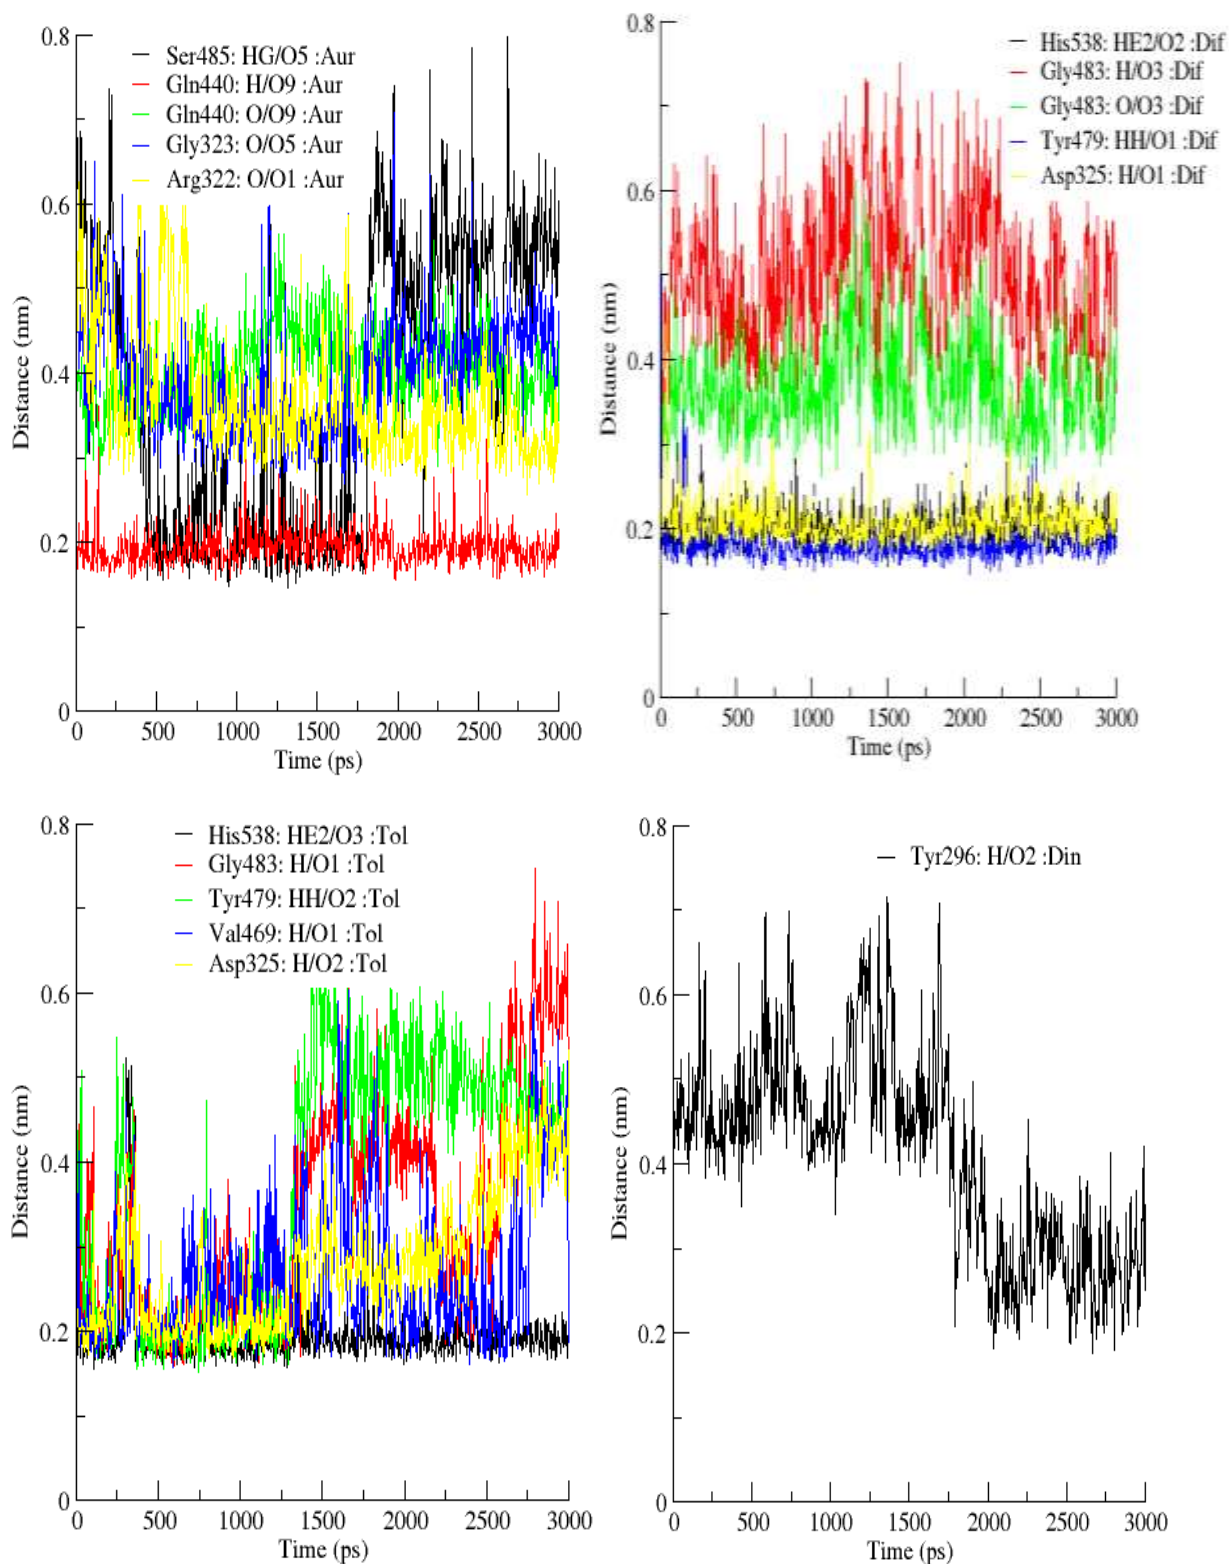 0.8
0.6
0.4
0.2
0
Distance (nm)
Ser485: HG/O5 :Aur
Gln440: H/O9 :Aur
Gln440: O/O9 :Aur
Gly323: O/O5 :Aur
Arg322: O/O1 :Aur
0 500 1000 1500 2000 2500 3000
Time (ps)
0.8
0.6
0.4
0.2
0
Distance (nm)
His538: HE2/O2 :Dif
Gly483: H/O3 :Dif
Gly483: O/O3 :Dif
Tyr479: HH/O1 :Dif
Asp325: H/O1 :Dif
0 500 1000 1500 2000 2500 3000
Time (ps)
0.8
0.6
0.4
0.2
0
Distance (nm)
His538: HE2/O3 :Tol
Gly483: H/O1 :Tol
Tyr479: HH/O2 :Tol
Val469: H/O1 :Tol
Asp325: H/O2 :Tol
0 500 1000 1500 2000 2500 3000
Time (ps)
0.8
0.6
0.4
0.2
0
Distance (nm)
Tyr296: H/O2 :Din
0 500 1000 1500 2000 2500 3000
Time (ps)